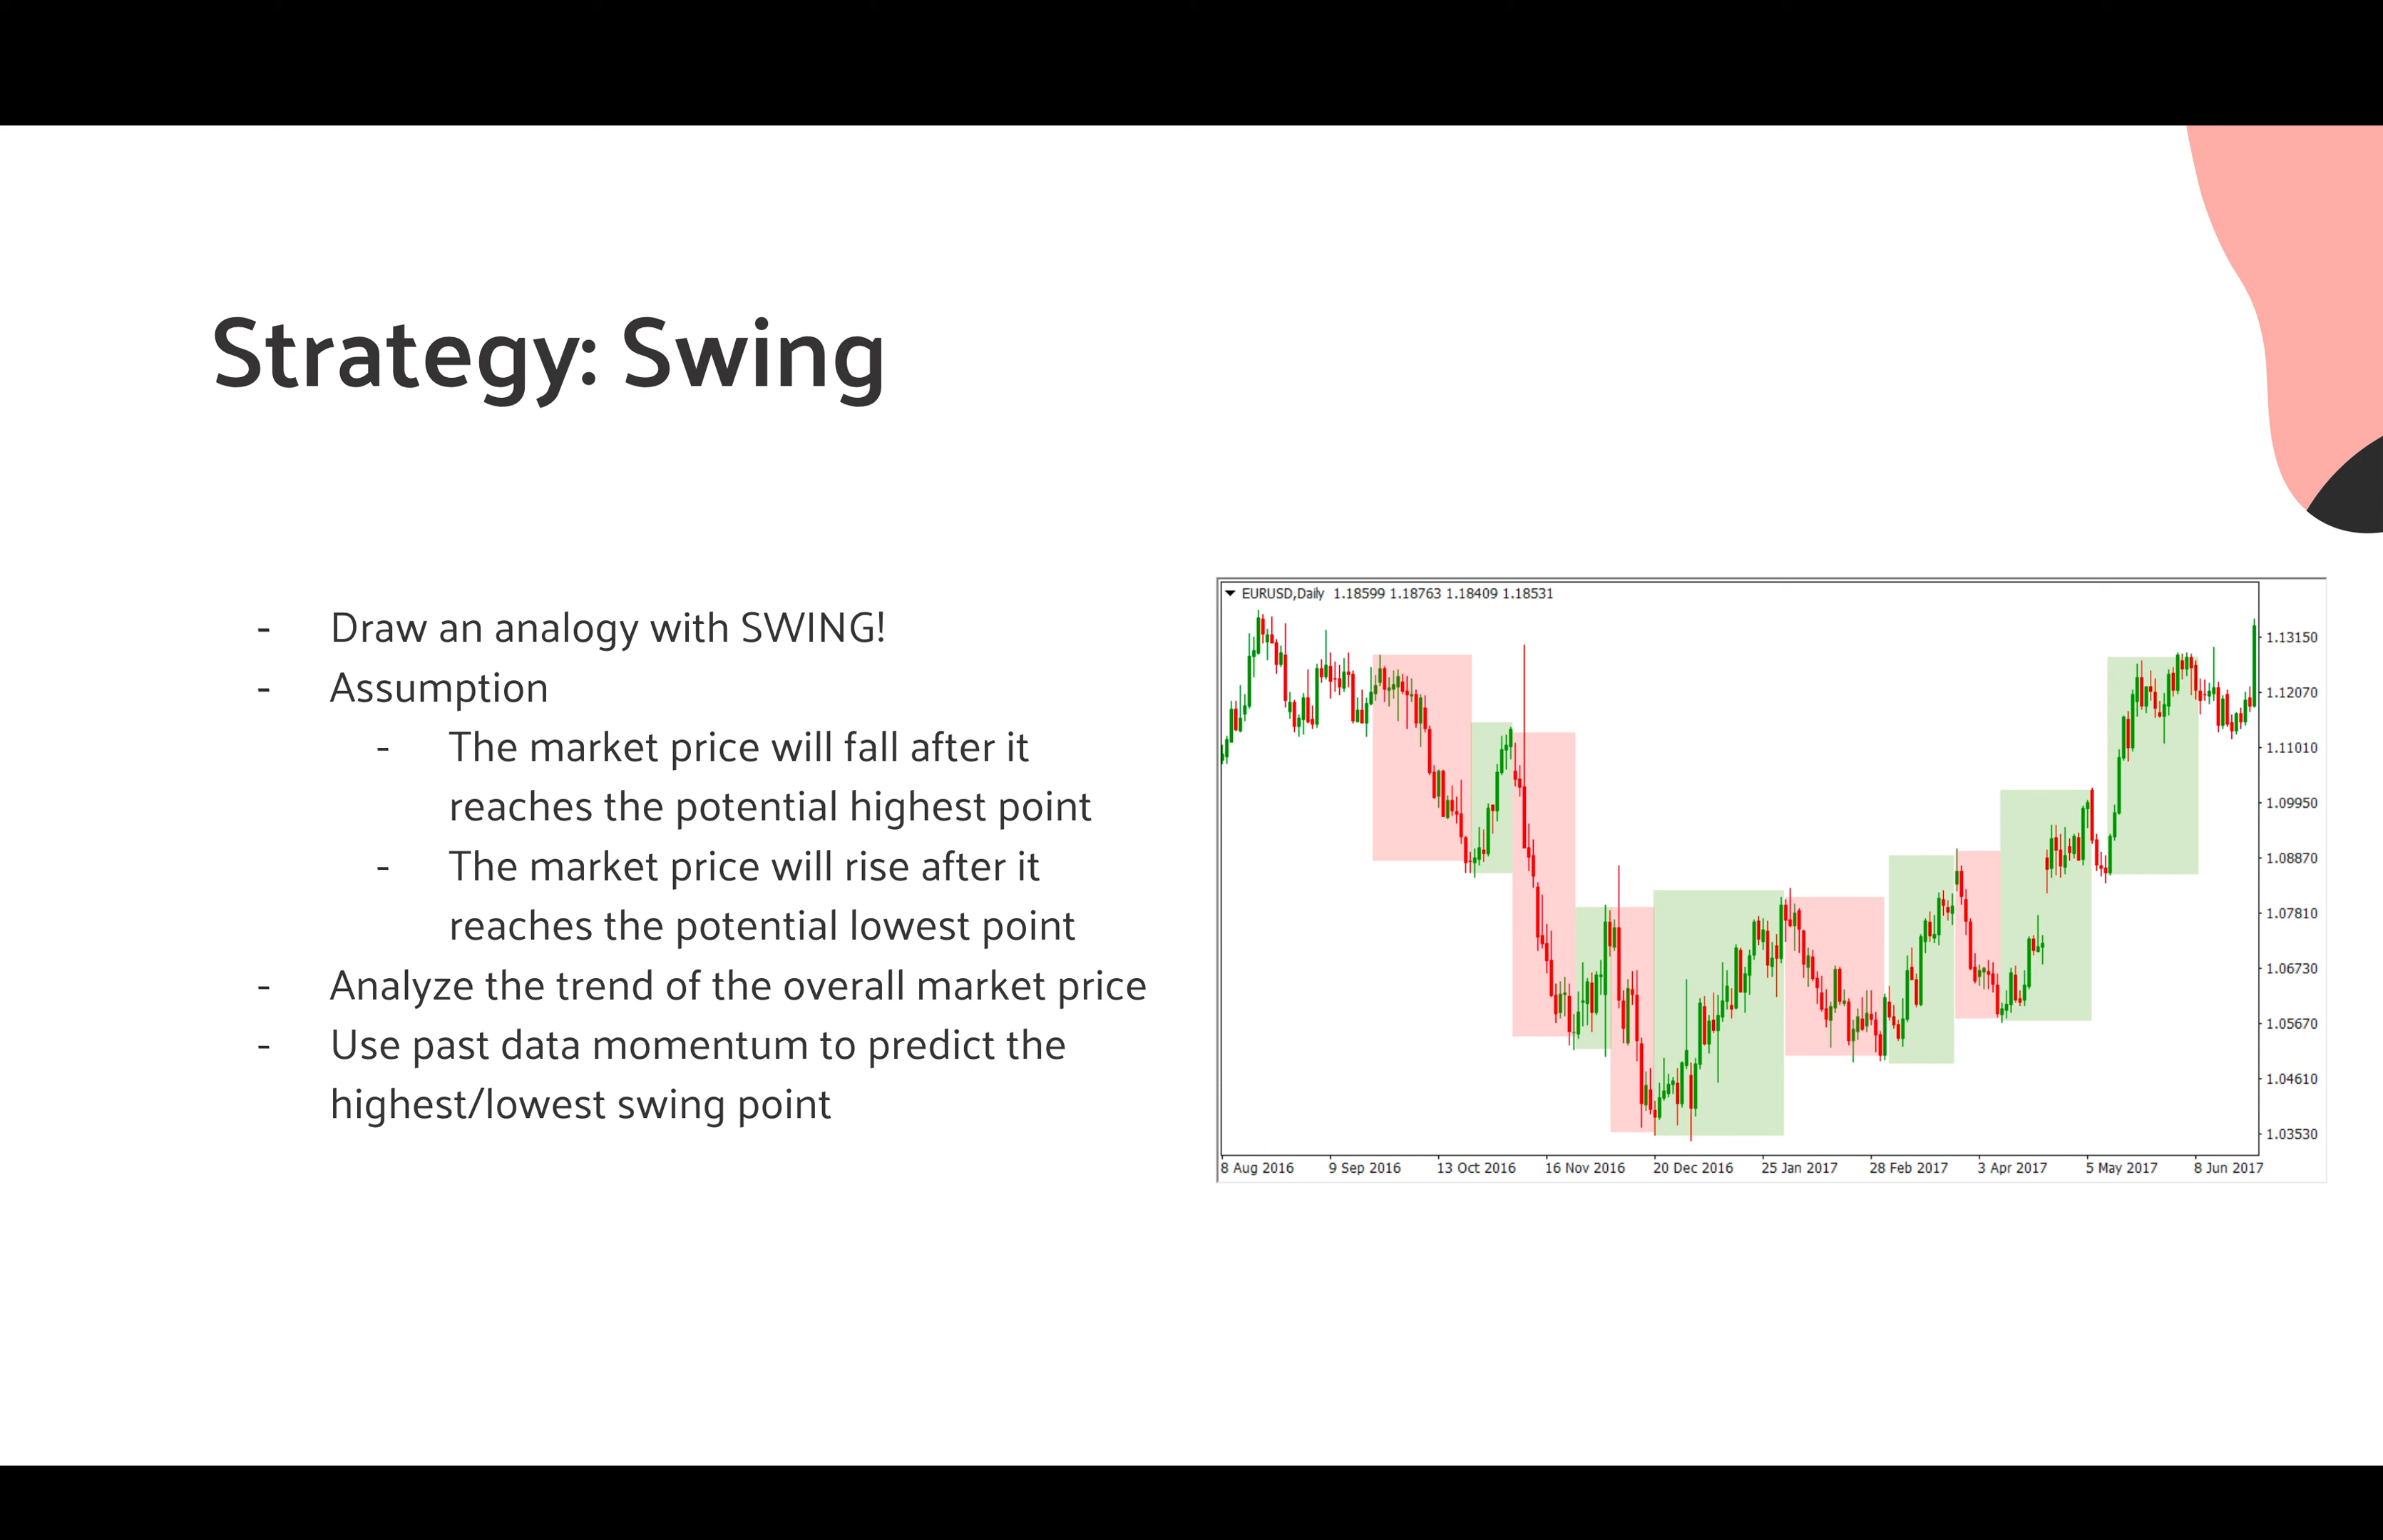 Strategy: Swing
- Draw an analogy with SWING!
- Assumption
- The market price will fall after it
reaches the potential highest point
- The market price will rise after it
reaches the potential lowest point
- Analyze the trend of the overall market price
- Use past data momentum to predict the
highest/lowest swing point
EURUSD,Daily 1.18599 1.18763 1.18409 1.18531
1.13150
1.12070
1.11010
1.09950
1.08870
1.07810
1.06730
1.05670
1.04610
1.03530
8 Aug 2016 9 Sep 2016 13 Oct 2016 16 Nov 2016 20 Dec 2016 25 Jan 2017 28 Feb 2017 3 Apr 2017 5 May 2017 8 Jun 2017